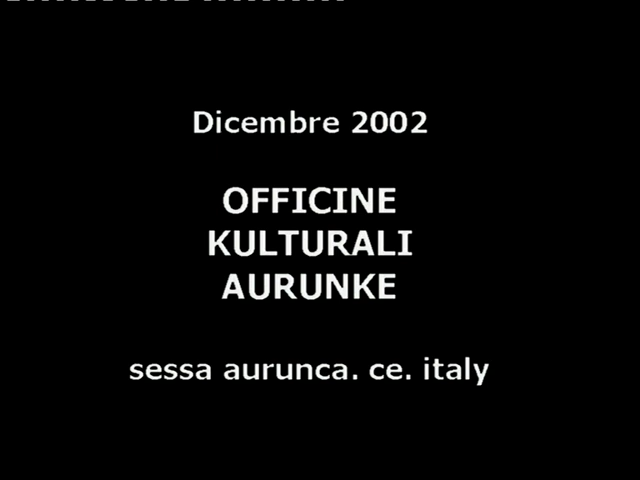 Dicembre 2002
OFFICINE
KULTURALI
AURUNKE
sessa aurunca. ce. italy